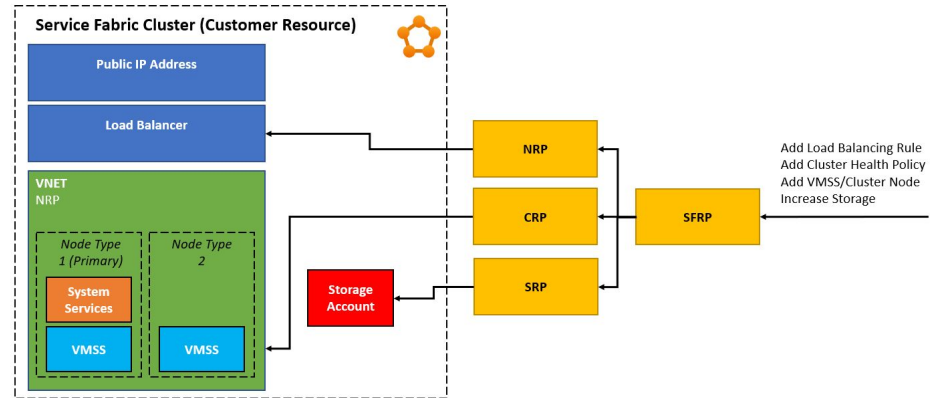 Service Fabric Cluster (Customer Resource)
Public IP Address
Load Balancer
VNET
NRP
Node Type
1 (Primary)
System
Services
VMSS
Node Type
2
VMSS
Storage
Account
NRP
CRP
SRP
SFRP
Add Load Balancing Rule
Add Cluster Health Policy
Add VMSS/Cluster Node
Increase Storage